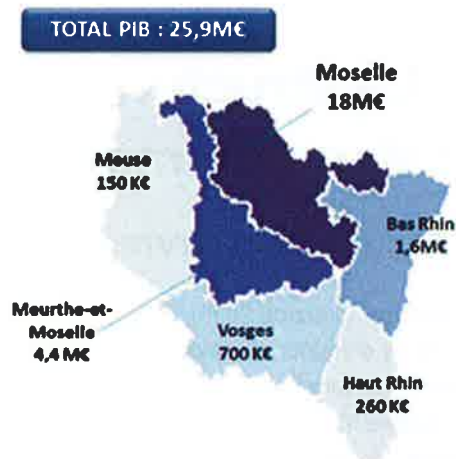 TOTAL PIB : 25,9M€
Moselle
18M€
Meuse
150 K€
Bas Rhin
1,6M€
Meurthe-et-
Moselle
4,4 M€
Vosges
700 K€
Haut Rhin
260 K€